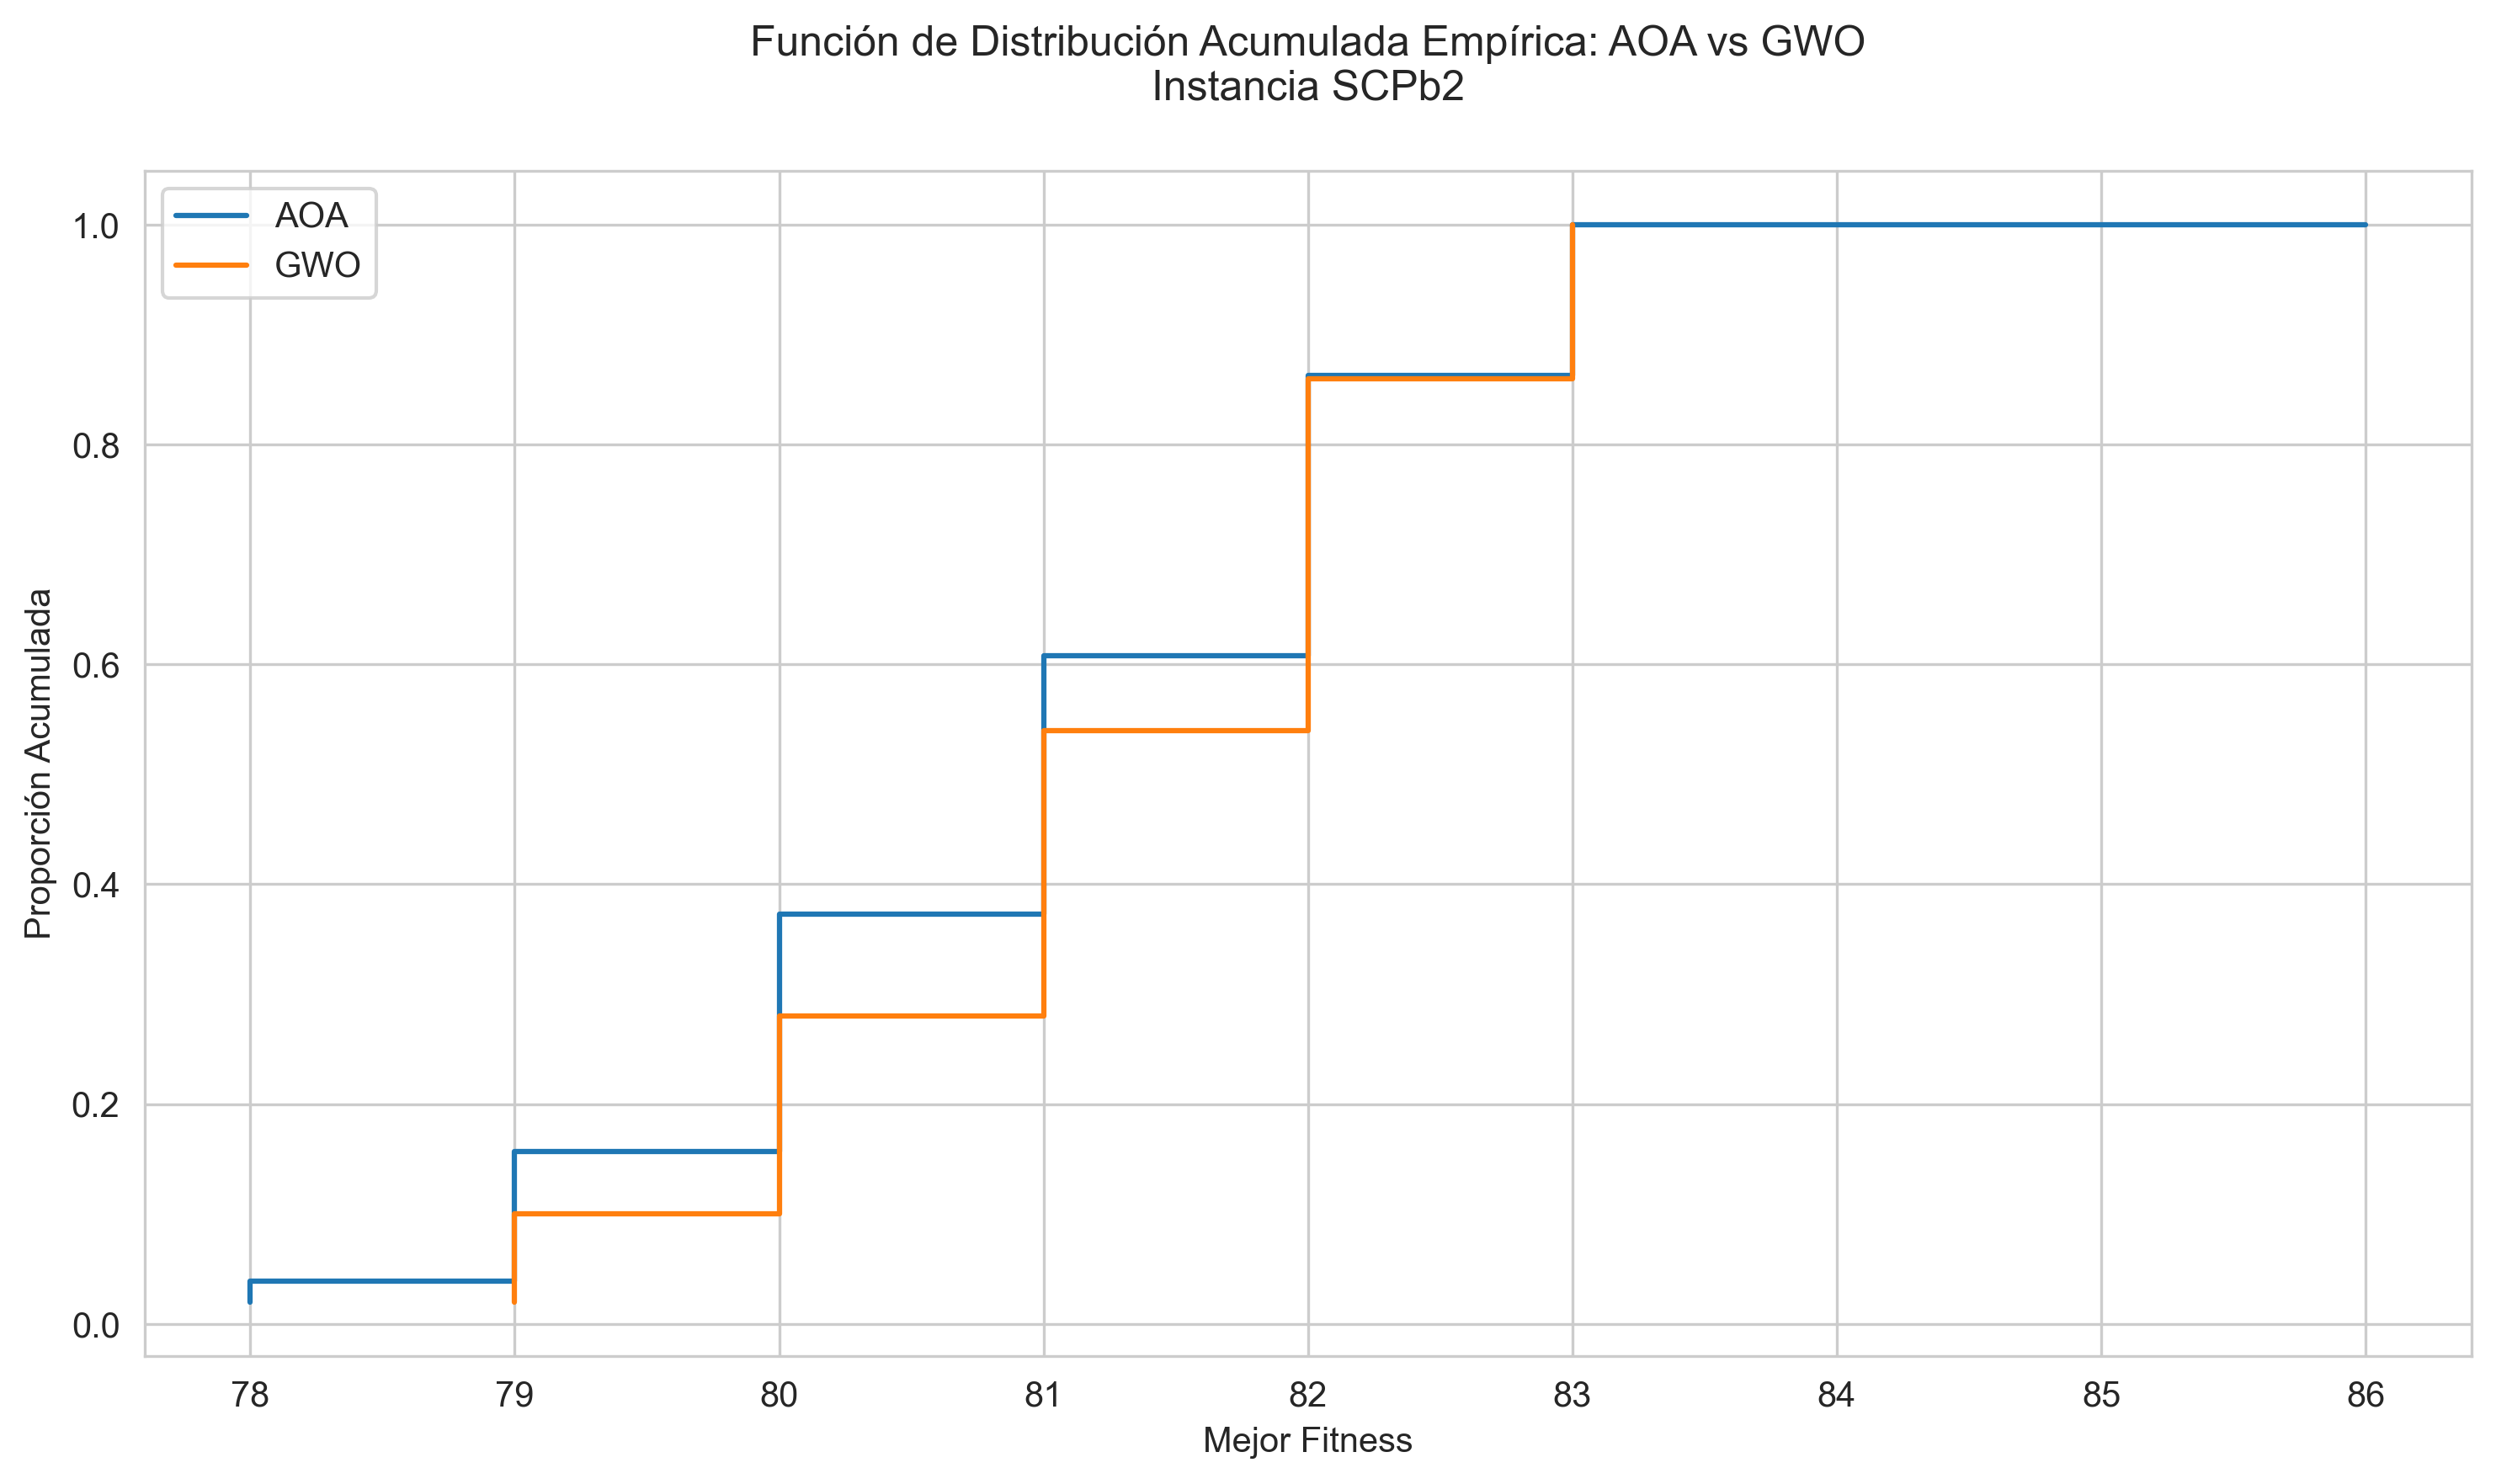 Función de Distribución Acumulada Empírica: AOA vs GWO
Instancia SCPb2
AOA
GWO
1.0
0.8
0.6
0.4
0.2
0.0
Proporción Acumulada
78 79 80 81 82 83 84 85 86
Mejor Fitness